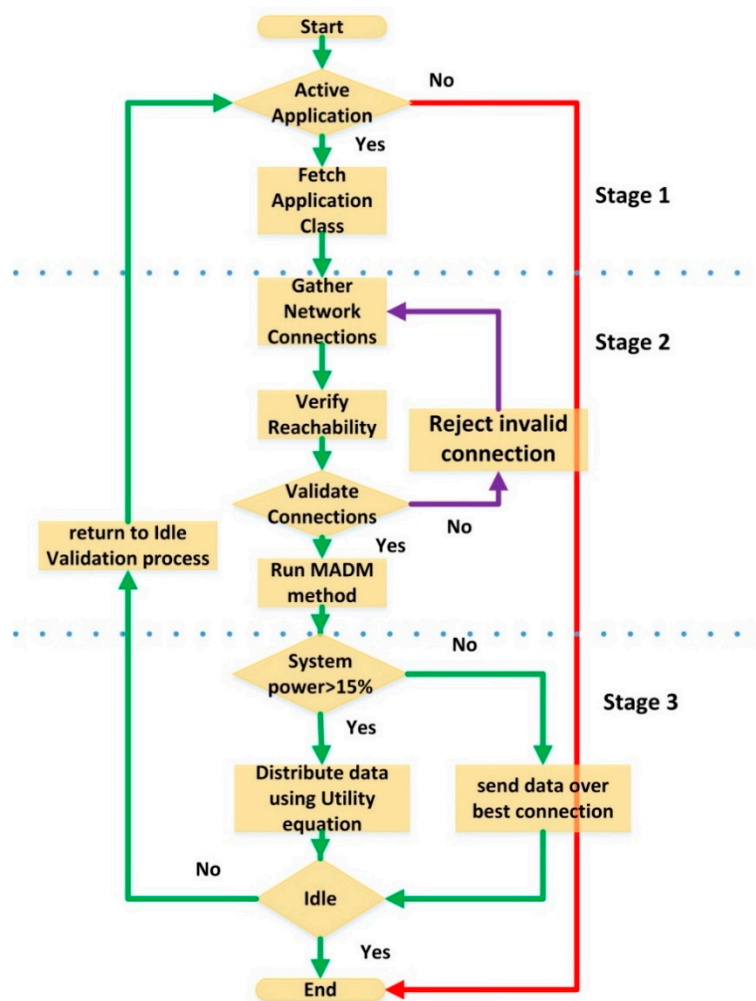 Start
No
Active
Application
Yes
Fetch
Application
Class
Stage 1
Gather
Network
Connections
Stage 2
Verify
Reachability
Reject invalid
connection
Validate
Connections
No
return to Idle
Validation process
Yes
Run MADM
method
No
System
power>15%
Stage 3
Yes
Distribute data
using Utility
equation
send data over
best connection
No
Idle
Yes
End